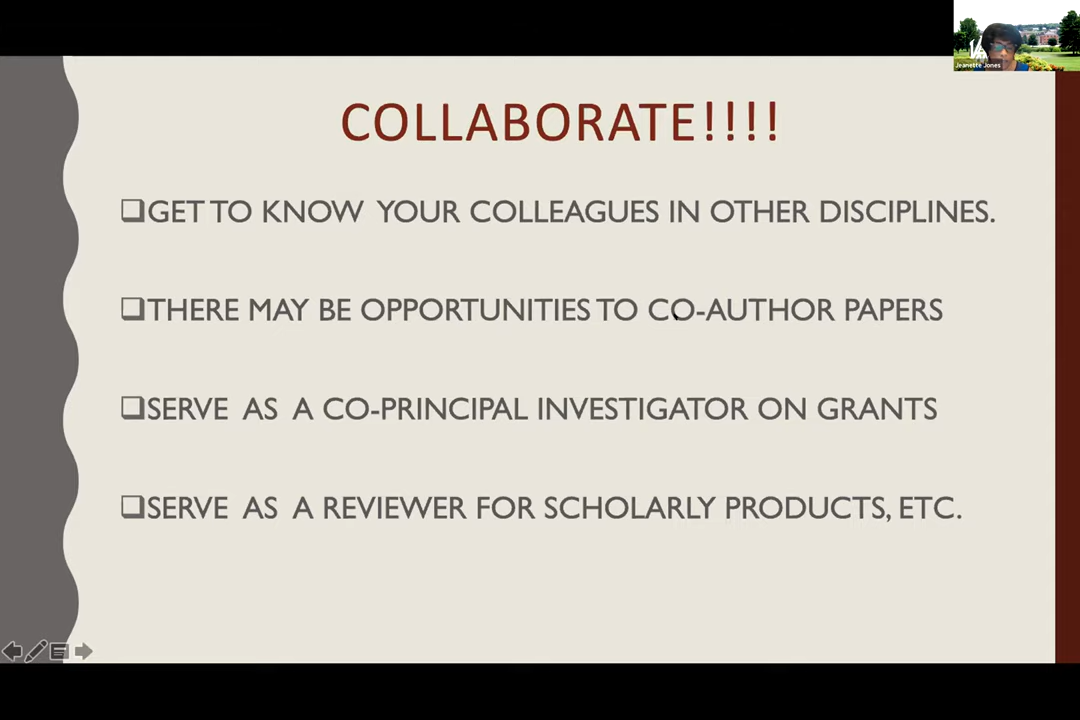 Jeanette Jones
COLLABORATE!!!!
GET TO KNOW YOUR COLLEAGUES IN OTHER DISCIPLINES.
THERE MAY BE OPPORTUNITIES TO CO-AUTHOR PAPERS
SERVE AS A CO-PRINCIPAL INVESTIGATOR ON GRANTS
SERVE AS A REVIEWER FOR SCHOLARLY PRODUCTS, ETC.